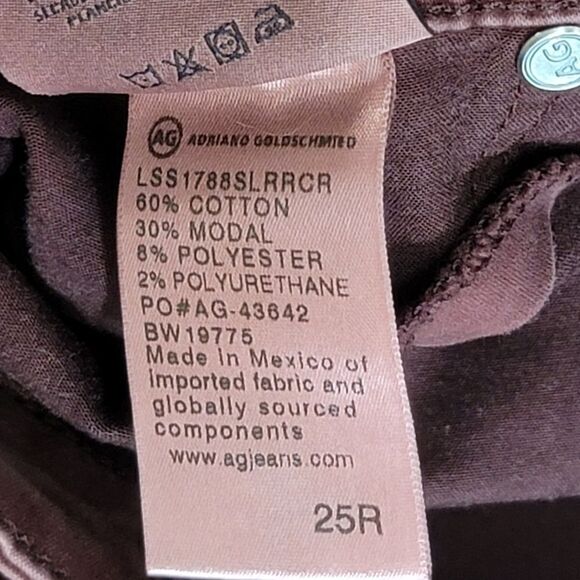 AG ADRIANO GOLDSCHMIED
LSS1788SLRRCR
60% COTTON
30% MODAL
8% POLYESTER
2% POLYURETHANE
PO#AG-43642
BW19775
Made in Mexico of
imported fabric and
globally sourced
components
www.agjeans.com
25R
AG